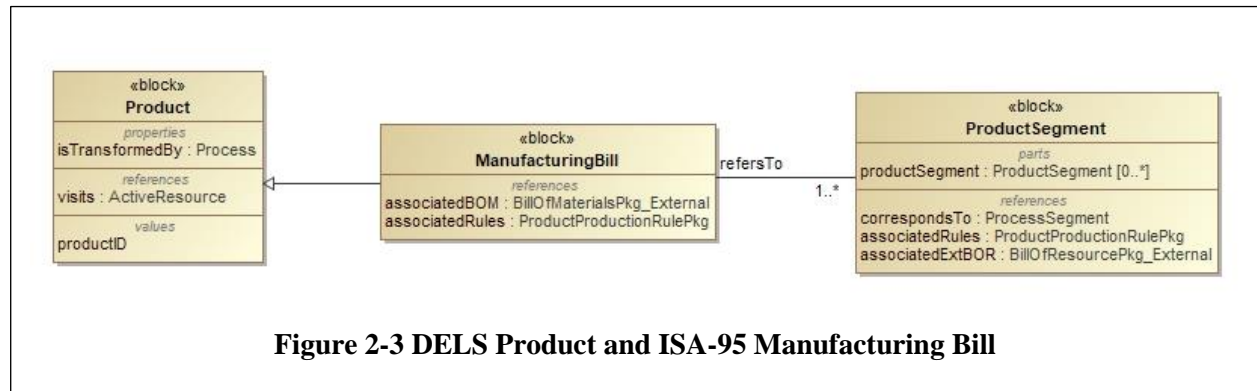 «block»
Product
properties
isTransformedBy : Process
references
visits : ActiveResource
values
productID
«block»
ManufacturingBill
references
associatedBOM : BillOfMaterialsPkg_External
associatedRules : ProductProductionRulePkg
refersTo
1..*
«block»
ProductSegment
parts
productSegment : ProductSegment [0..*]
references
correspondsTo : ProcessSegment
associatedRules : ProductProductionRulePkg
associatedExtBOR : BillOfResourcePkg_External
Figure 2-3 DELS Product and ISA-95 Manufacturing Bill